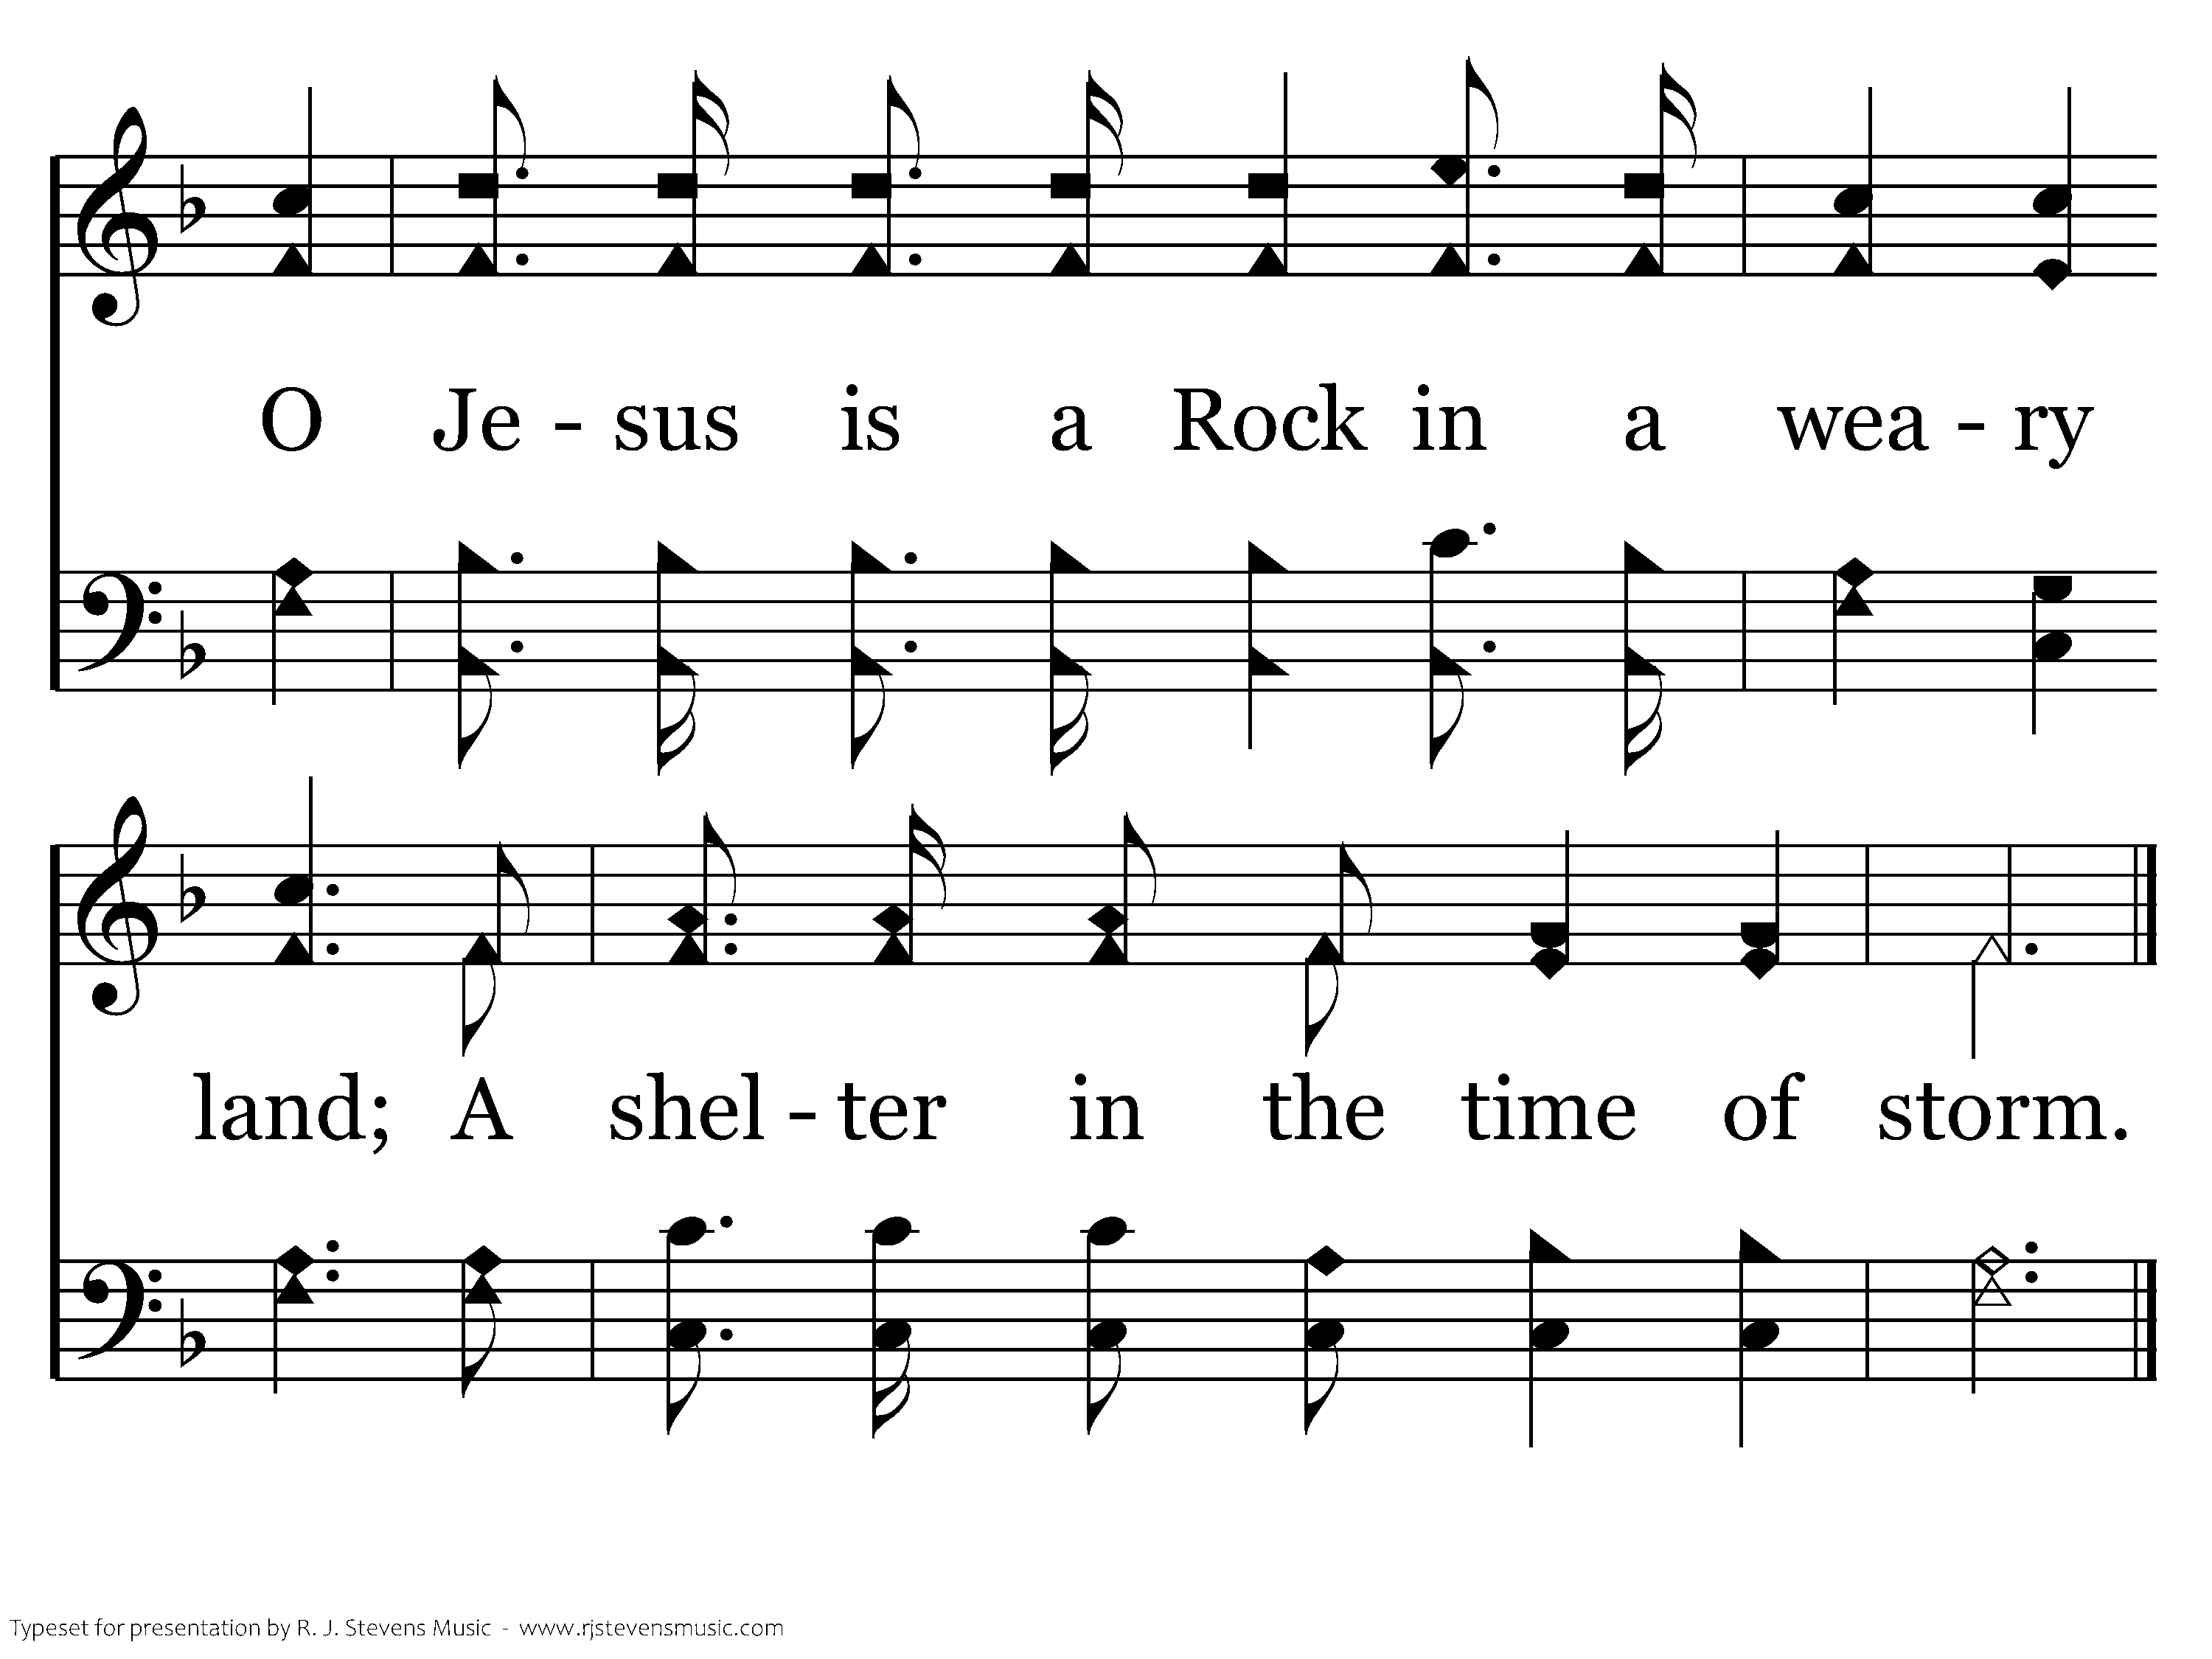 O Je - sus is a Rock in a wea - ry
land; A shel - ter in the time of storm.
Typeset for presentation by R. J. Stevens Music - www.rjstevensmusic.com